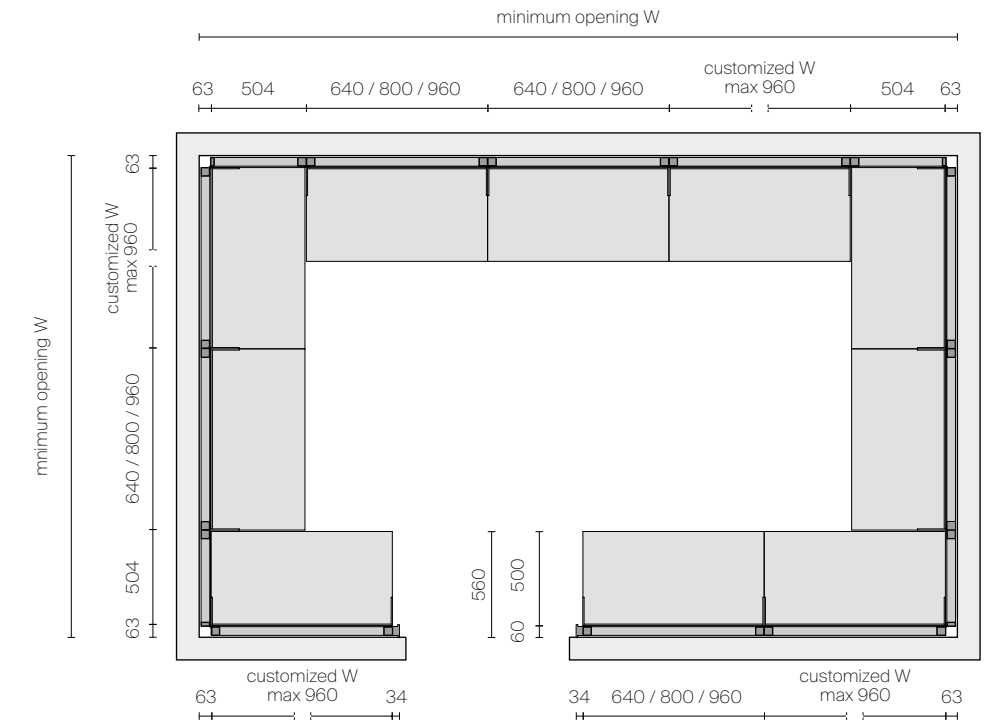 minimum opening W
customized W
63 504 640 / 800 / 960 640 / 800 / 960 max 960 504 63
63
customized W
max 960
mnimum opening W
640 / 800 / 960
504
63
560
500
60
customized W
63 max 960 34
customized W
34 640 / 800 / 960 max 960 63